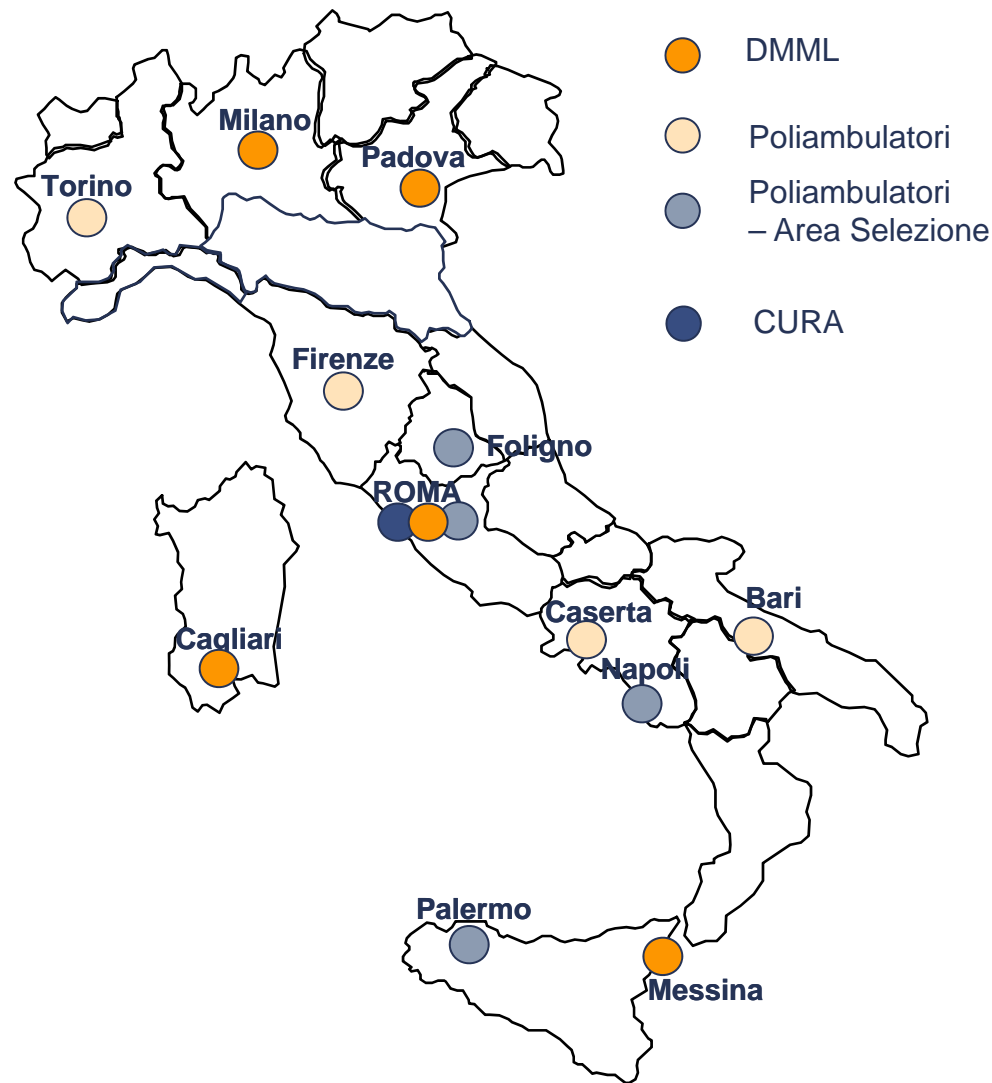 DMML
Poliambulatori
Poliambulatori
– Area Selezione
CURA
Milano
Padova
Torino
Firenze
Foligno
ROMA
Caserta
Bari
Cagliari
Napoli
Palermo
Messina